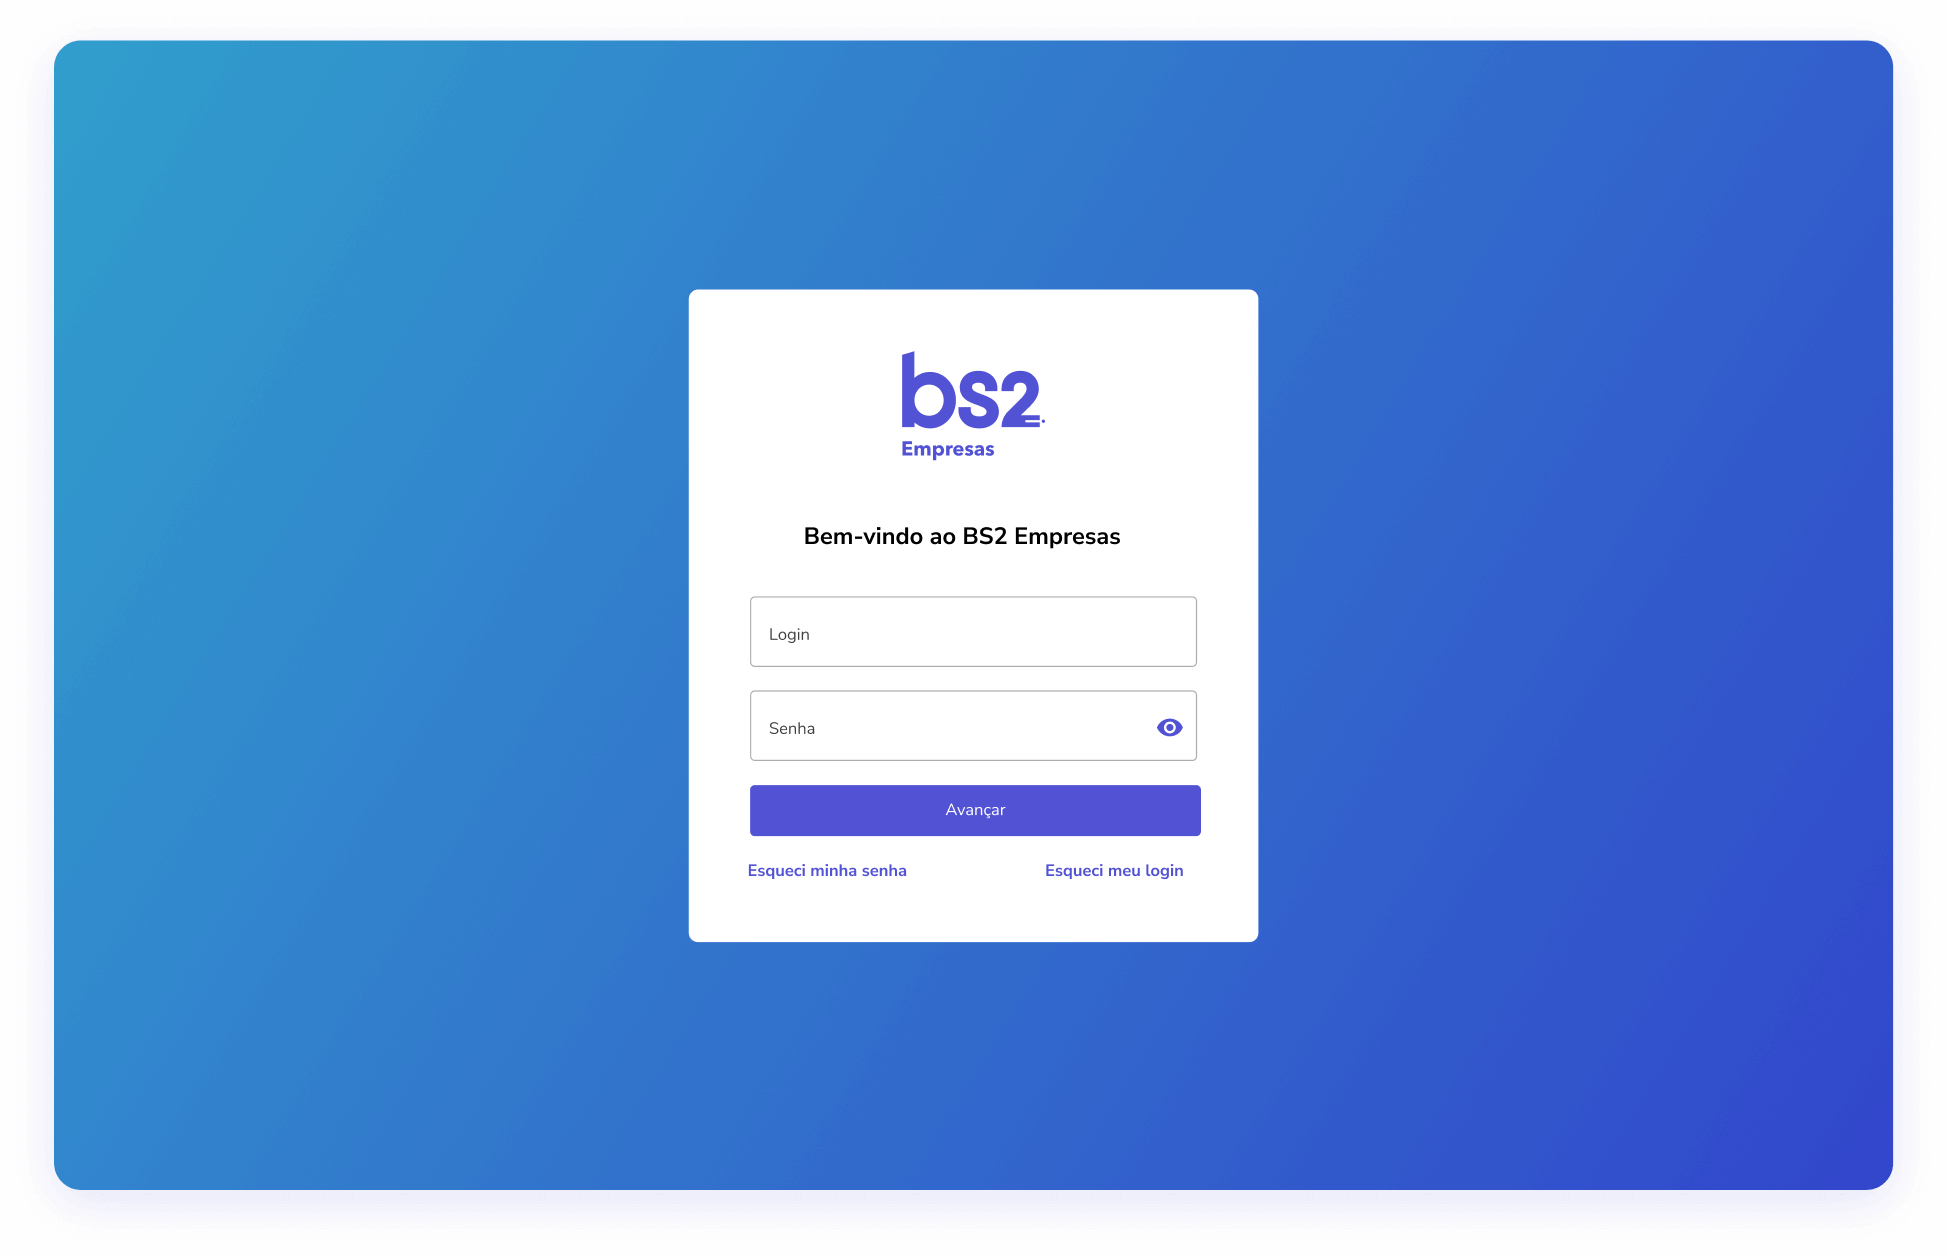 bs2
Empresas
Bem-vindo ao BS2 Empresas
Login
Senha
Avançar
Esqueci minha senha
Esqueci meu login